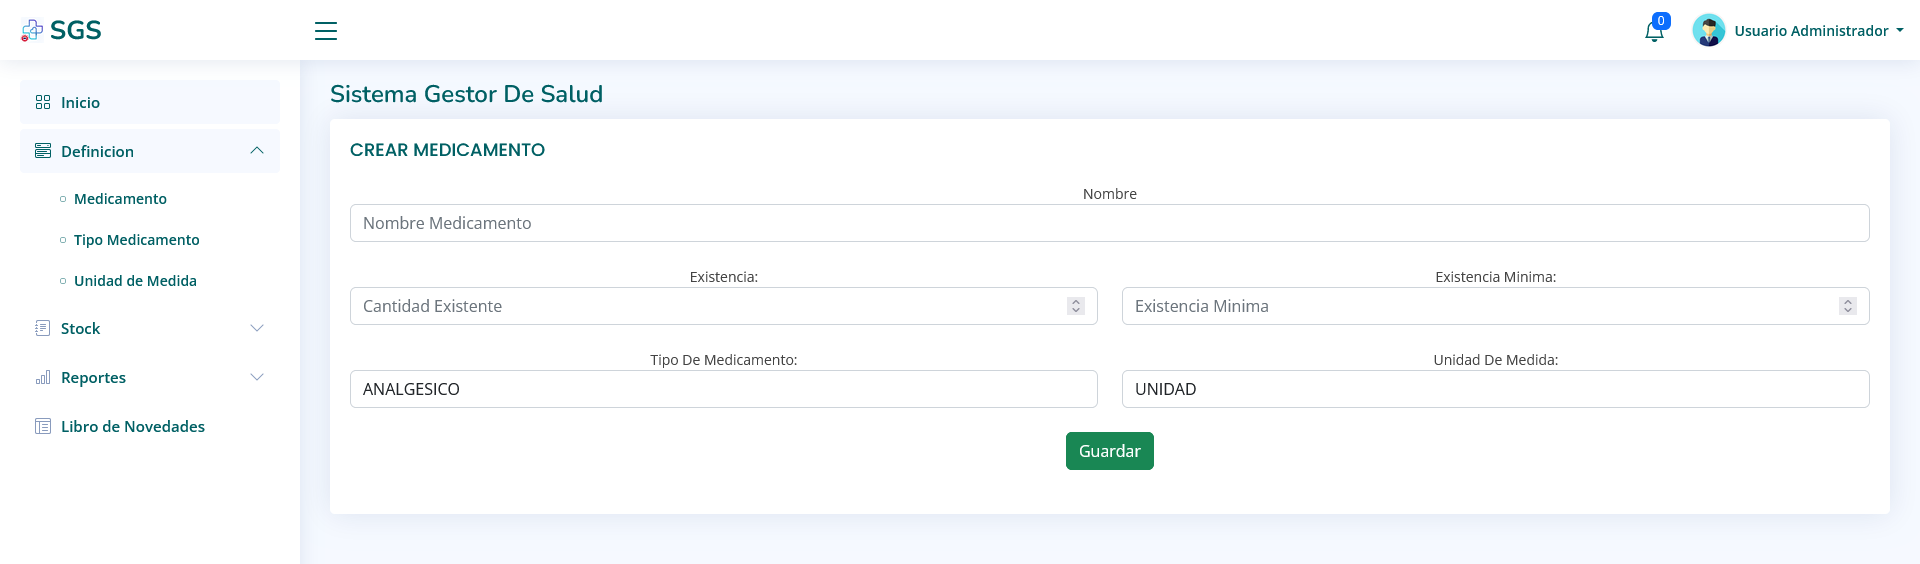 SGS
0
Usuario Administrador
Inicio
Definicion
Medicamento
Tipo Medicamento
Unidad de Medida
Stock
Reportes
Libro de Novedades
Sistema Gestor De Salud
CREAR MEDICAMENTO
Nombre
Nombre Medicamento
Existencia:
Cantidad Existente
Existencia Minima:
Existencia Minima
Tipo De Medicamento:
ANALGESICO
Unidad De Medida:
UNIDAD
Guardar